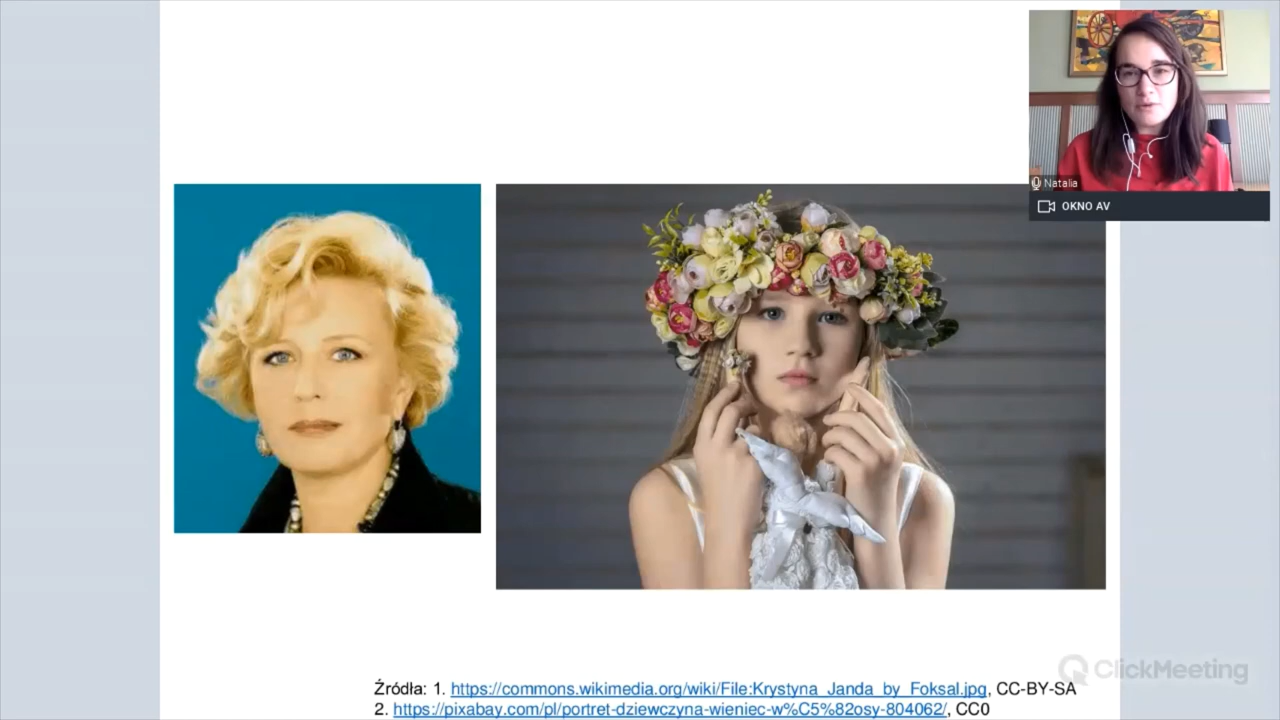 Natalia
OKNO AV
ClickMeeting
Źródła: 1. https://commons.wikimedia.org/wiki/File:Krystyna_Janda_by_Foksal.jpg, CC-BY-SA
2. https://pixabay.com/pl/portret-dziewczyna-wieniec-w%C5%82osy-804062/, CC0